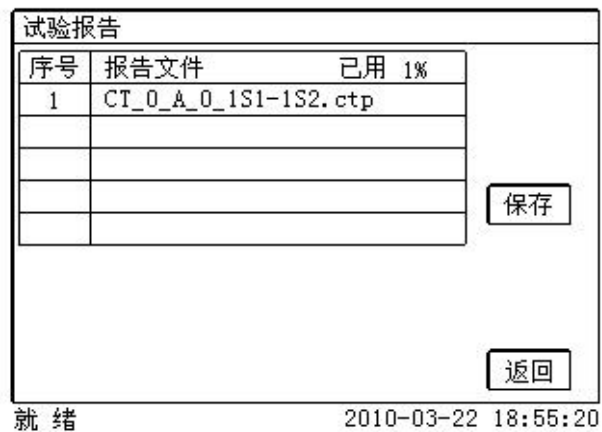 试验报告
序号 报告文件 已用 1%
1 CT_0_A_0_1S1-1S2.ctp
保存
返回
就 绪 2010-03-22 18:55:20